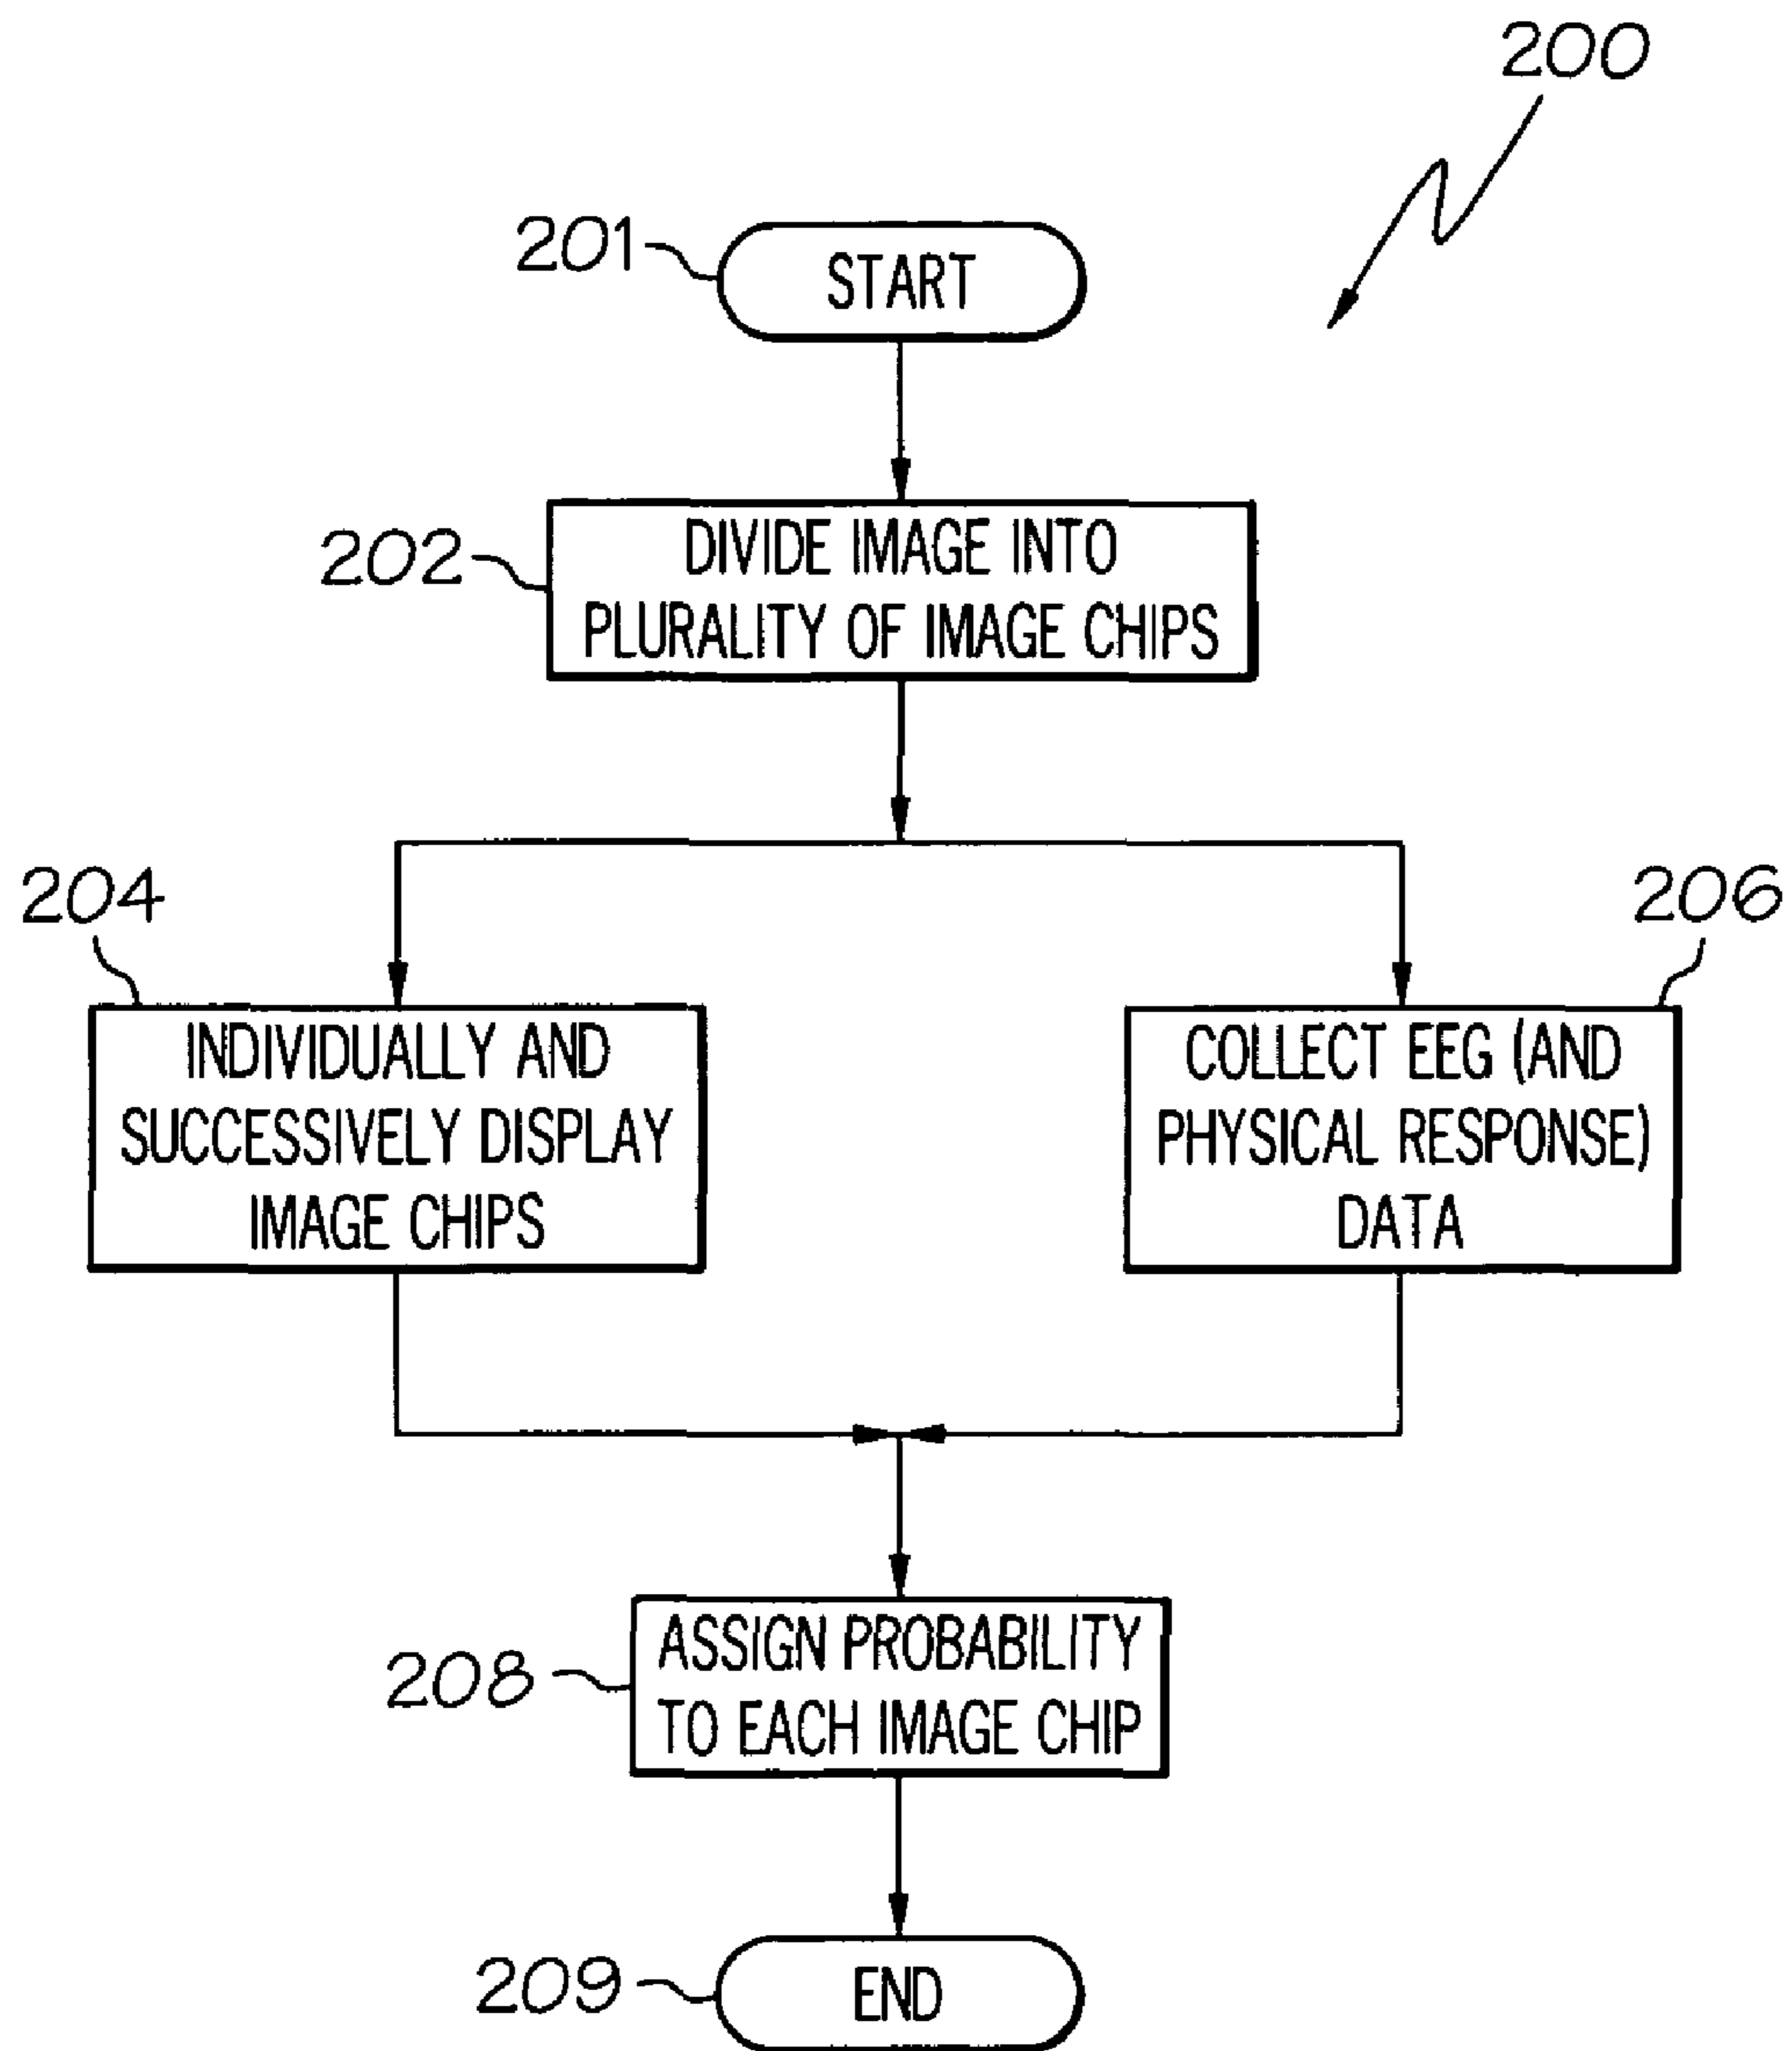 200
201
START
202
DIVIDE IMAGE INTO
PLURALITY OF IMAGE CHIPS
204
INDIVIDUALLY AND
SUCCESSIVELY DISPLAY
IMAGE CHIPS
206
COLLECT EEG (AND
PHYSICAL RESPONSE)
DATA
208
ASSIGN PROBABILITY
TO EACH IMAGE CHIP
209
END